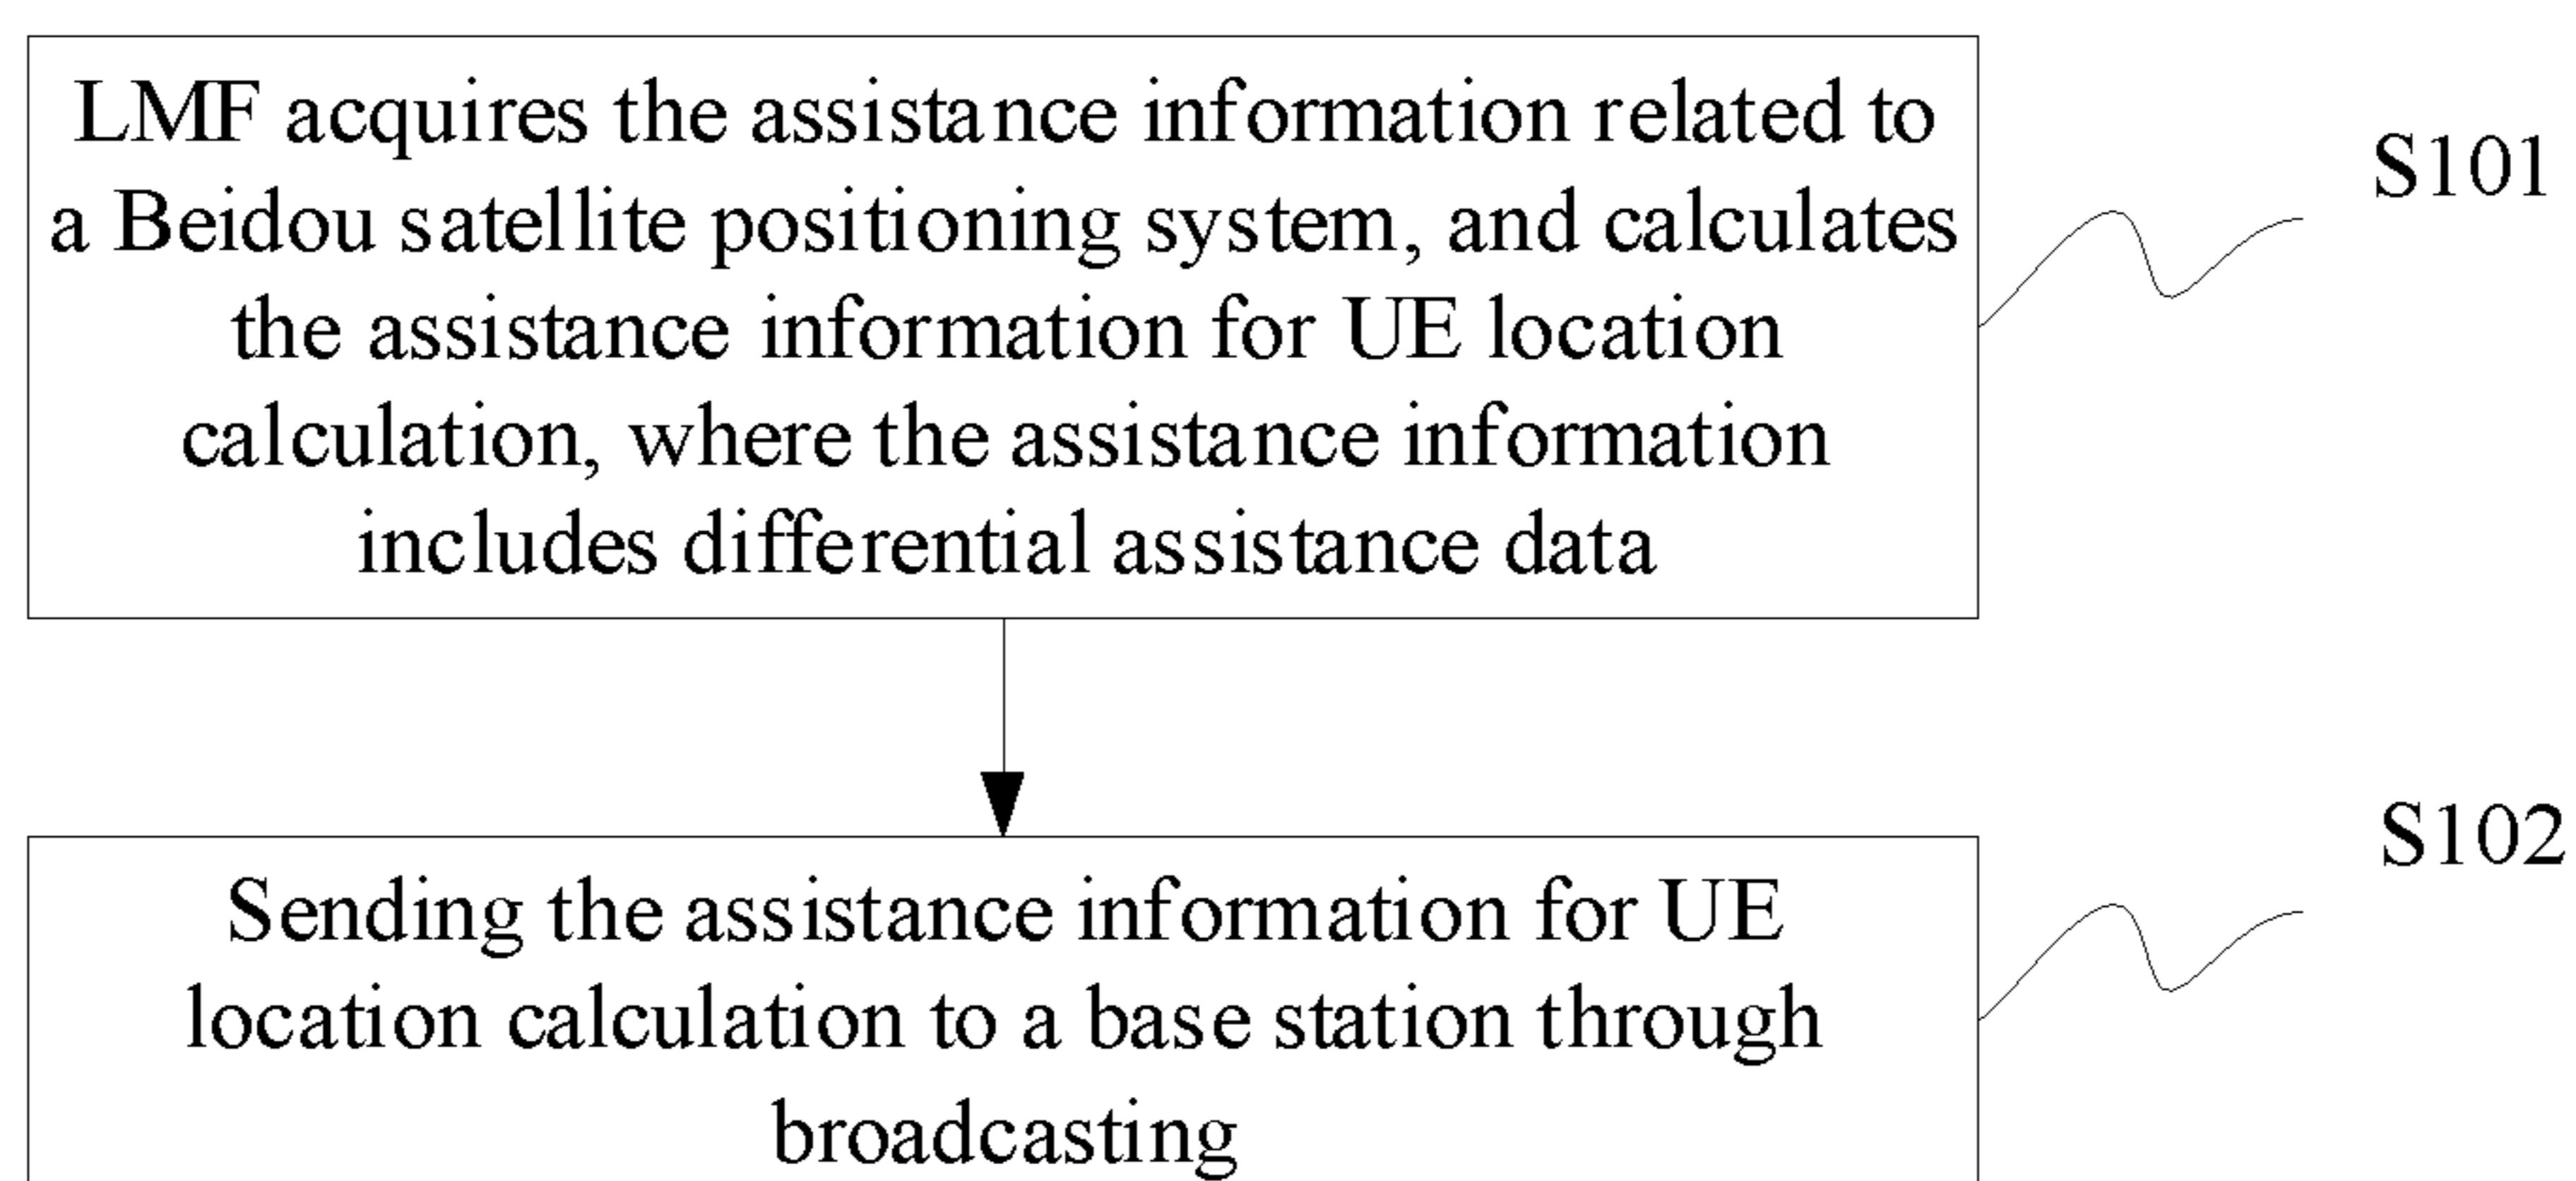 LMF acquires the assistance information related to
a Beidou satellite positioning system, and calculates
the assistance information for UE location
calculation, where the assistance information
includes differential assistance data
S101
Sending the assistance information for UE
location calculation to a base station through
broadcasting
S102